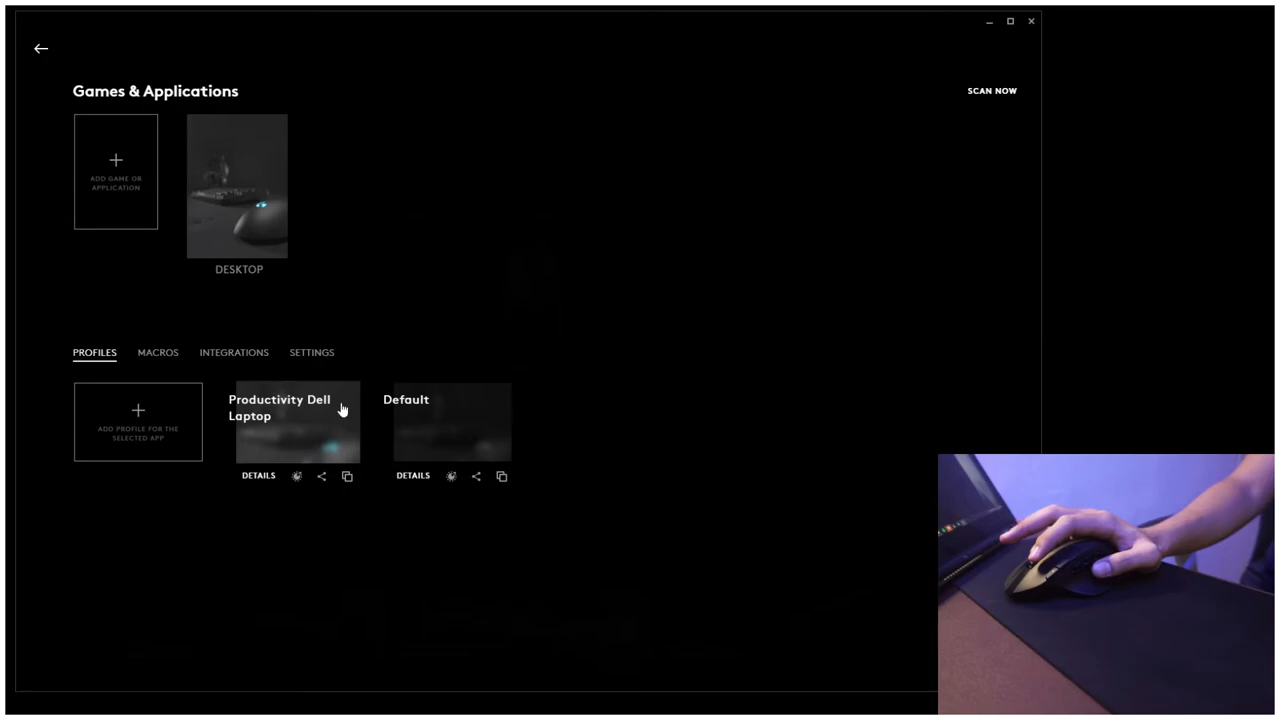 Games & Applications
SCAN NOW
ADD GAME OR
APPLICATION
DESKTOP
PROFILES MACROS INTEGRATIONS SETTINGS
ADD PROFILE FOR THE
SELECTED APP
Productivity Dell
Laptop
Default
DETAILS
DETAILS